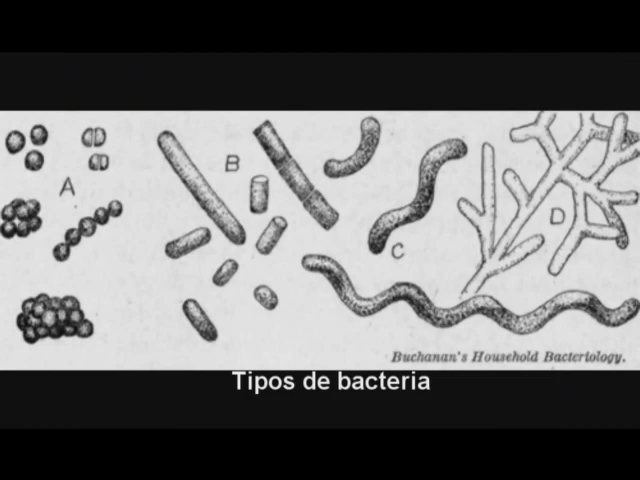 A
B
C
D
Buchanan's Household Bacteriology.
Tipos de bacteria